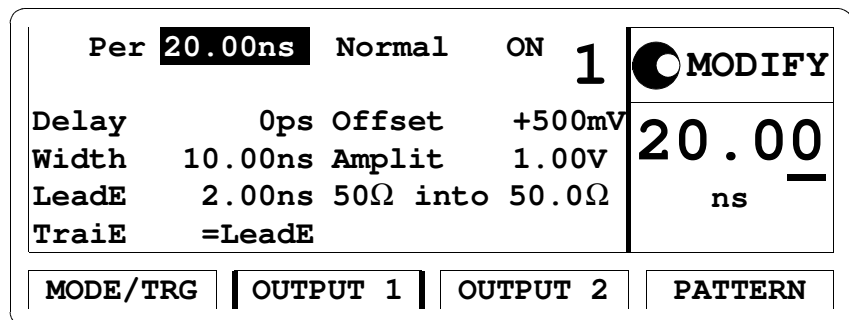 Per 20.00ns Normal ON 1 MODIFY
Delay 0ps Offset +500mV
Width 10.00ns Amplit 1.00V 20.00
LeadE 2.00ns 50Ω into 50.0Ω ns
TraiE =LeadE
MODE/TRG OUTPUT 1 OUTPUT 2 PATTERN